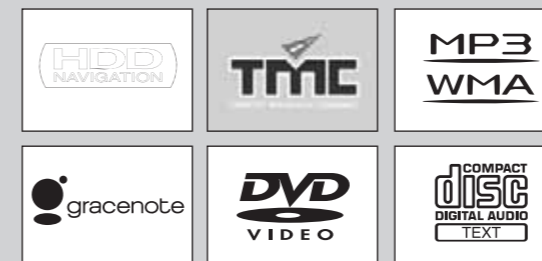 HDD
NAVIGATION
TMC
MP3
WMA
gracenote
DVD
VIDEO
COMPACT
disc
DIGITAL AUDIO
TEXT